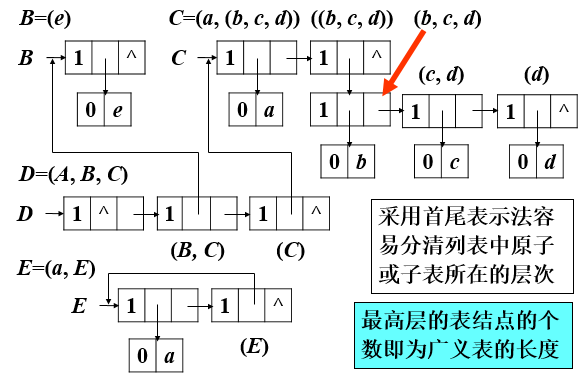 B=(e) C=(a, (b, c, d)) ((b, c, d)) (b, c, d)
B 1 ^ C 1 1 ^
(c, d) (d)
0 e 0 a 1 1 1 ^
0 b 0 c 0 d
D=(A, B, C)
D 1 ^ 1 1 ^
(B, C) (C)
E=(a, E)
E 1 1 ^
(E)
0 a
采用首尾表示法容
易分清列表中原子
或子表所在的层次
最高层的表结点的个
数即为广义表的长度